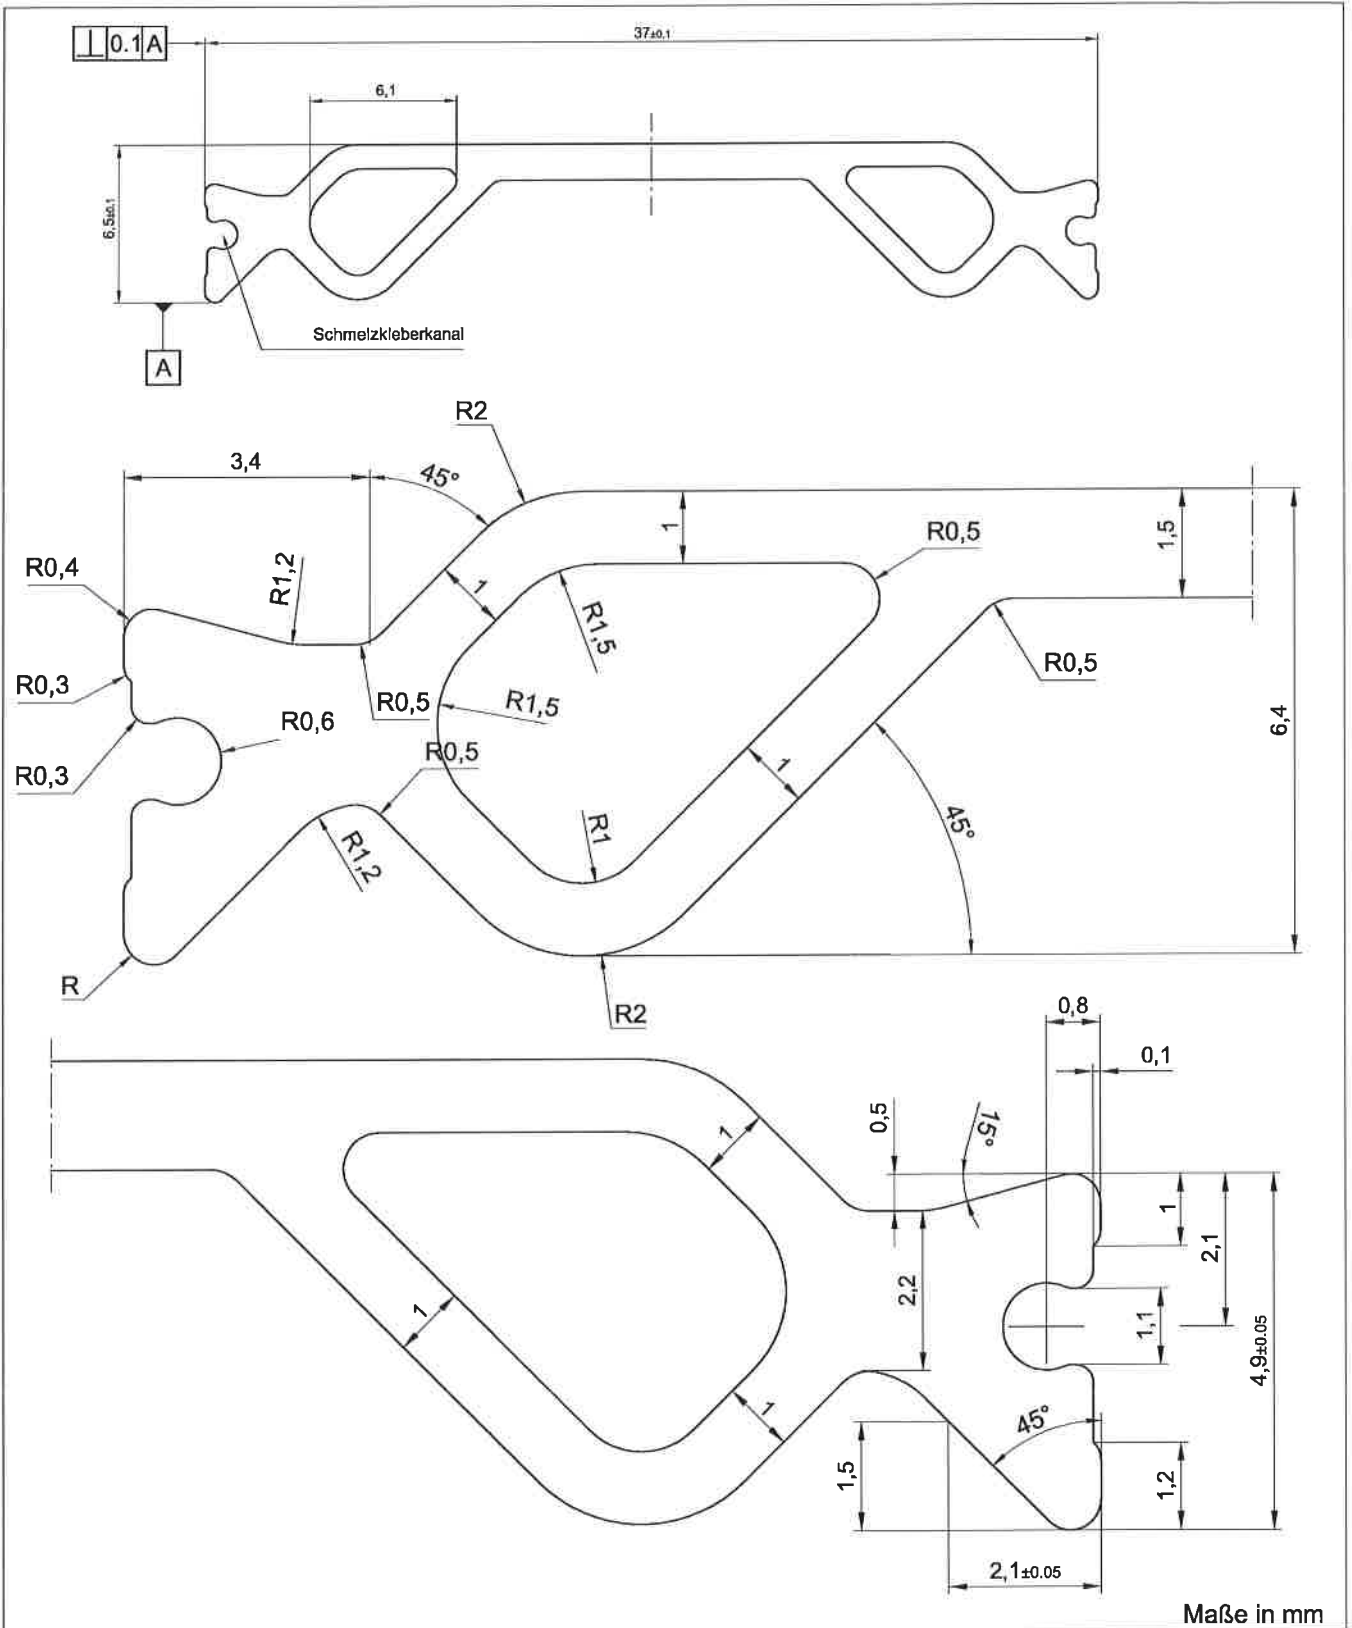 ⊥ 0.1 A
37±0.1
6,1
6,5±0.1
Schmelzkleberkanal
A
R2
3,4
45°
R0,4
R1,2
1
1
R0,5
1,5
R1,5
R0,5
R0,3
R0,5
R1,5
R0,6
6,4
R0,3
R0,5
1
R1
45°
R1,2
R
R2
0,8
0,1
0,5
15°
1
1
2,1
2,2
1,1
4,9±0.05
1
1
45°
1,5
1,2
2,1±0.05
Maße in mm